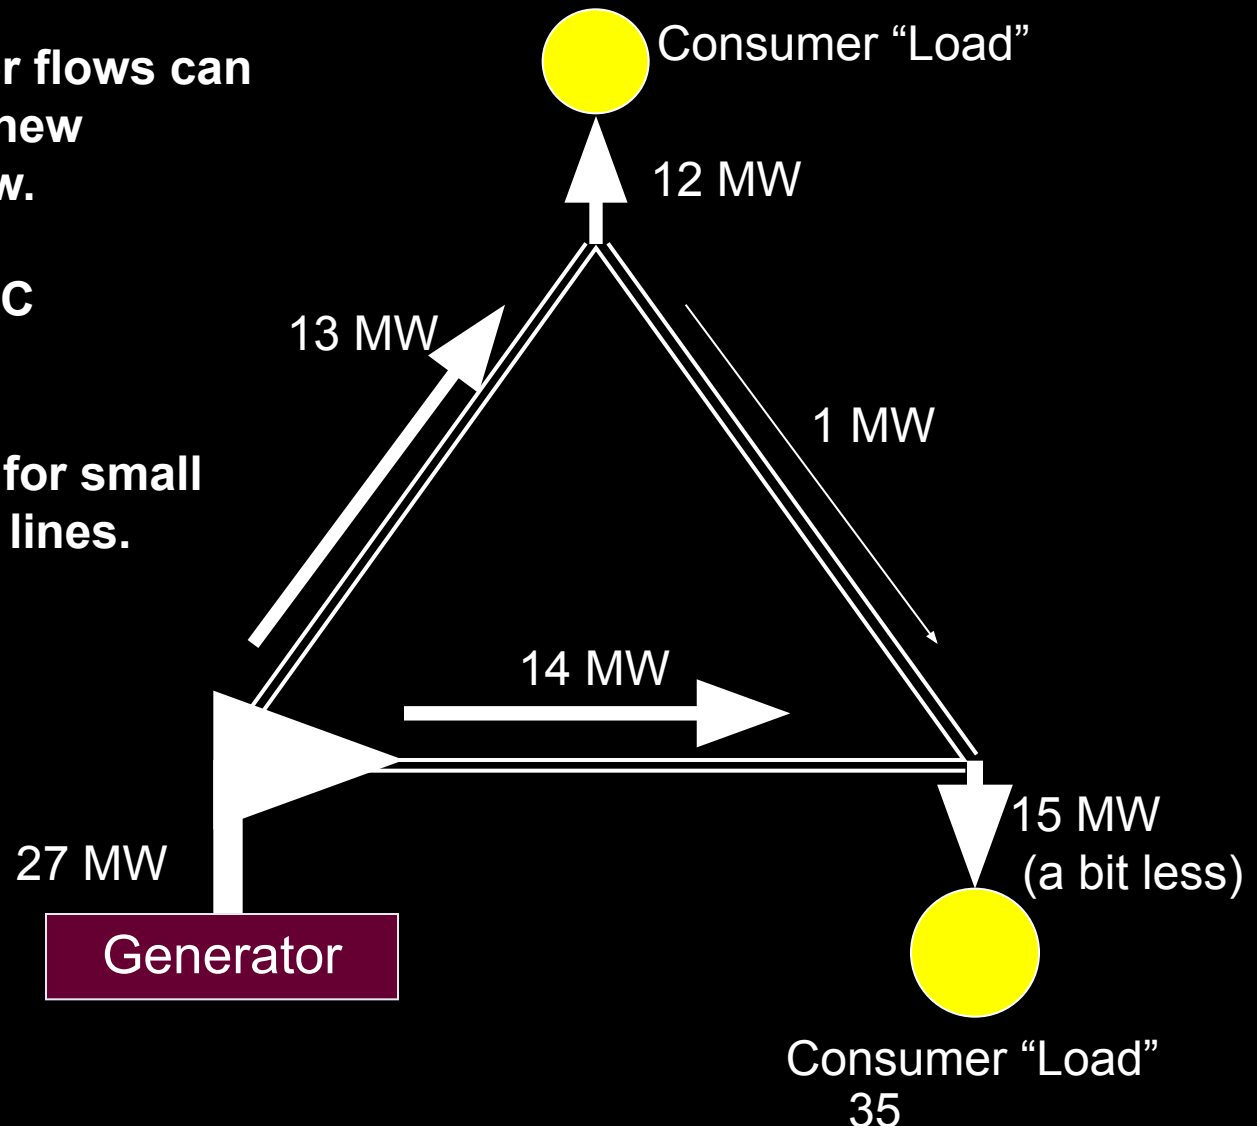 r flows can
new
w.
C
for small
lines.
Consumer “Load”
12 MW
13 MW
1 MW
14 MW
27 MW
15 MW
(a bit less)
Generator
Consumer “Load”
35